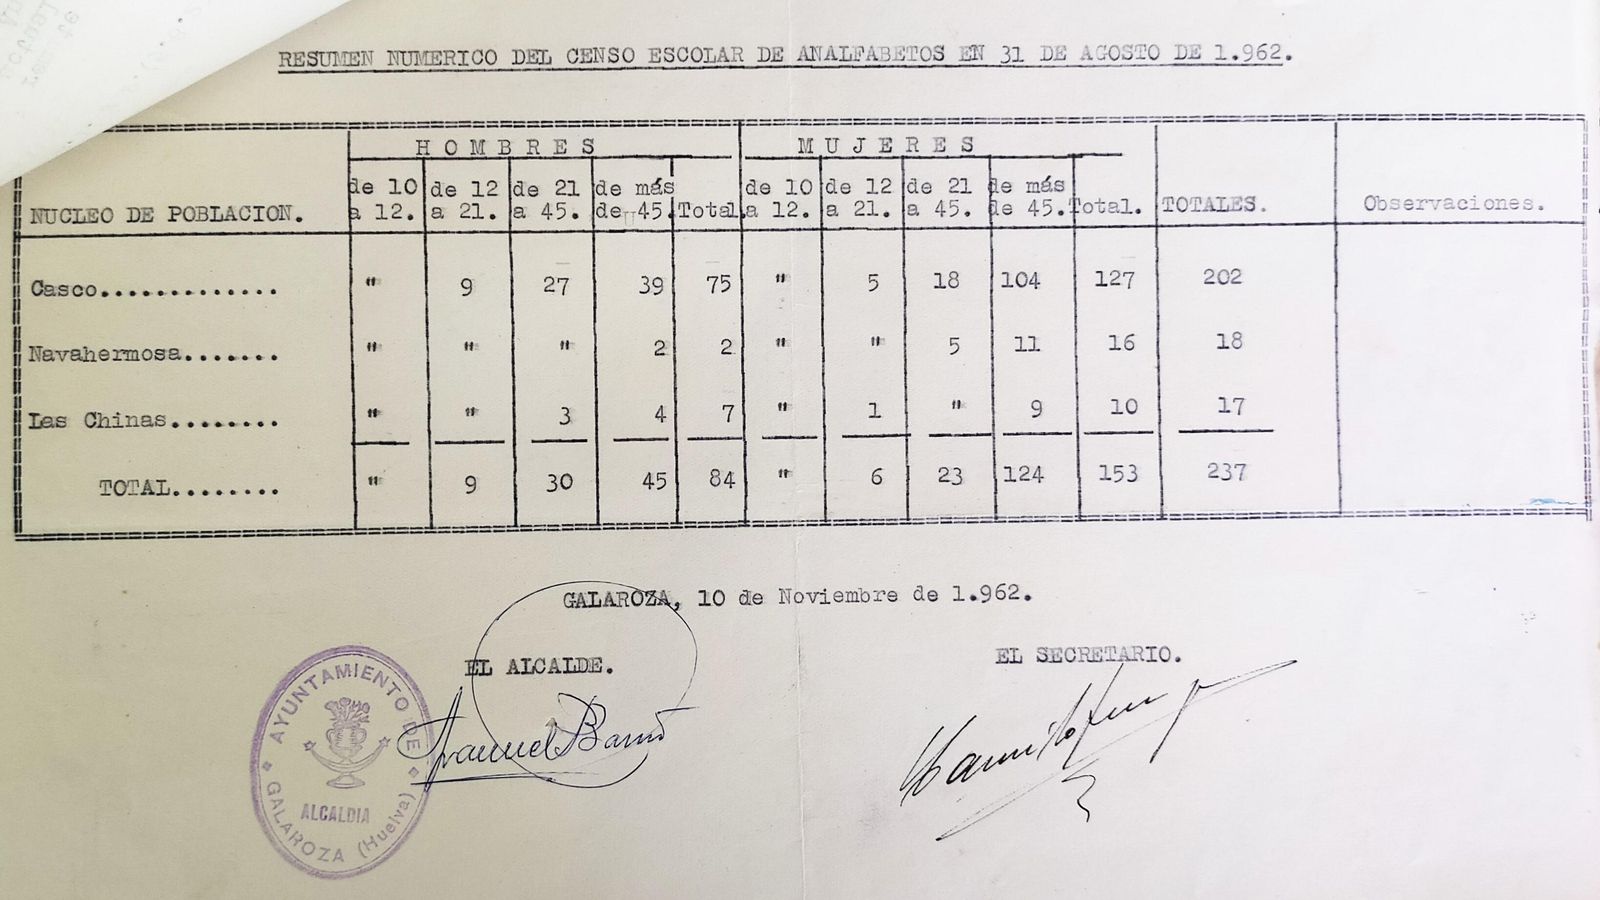 RESUMEN NUMERICO DEL CENSO ESCOLAR DE ANALFABETOS EN 31 DE AGOSTO DE 1.962.
HOMBRES MUJERES
NUCLEO DE POBLACION. de 10 a 12. de 12 a 21. de 21 a 45. de más de 45. Total. de 10 a 12. de 12 a 21. de 21 a 45. de más de 45. Total. TOTALES. Observaciones.
Casco............. " 9 27 39 75 " 5 18 104 127 202
Navahermosa....... " " " 2 2 " " 5 11 16 18
Las Chinas........ " " 3 4 7 " 1 " 9 10 17
TOTAL........ " 9 30 45 84 " 6 23 124 153 237
GALAROZA, 10 de Noviembre de 1.962.
EL ALCALDE. EL SECRETARIO.
AYUNTAMIENTO DE
GALAROZA (Huelva)
ALCALDIA
Manuel